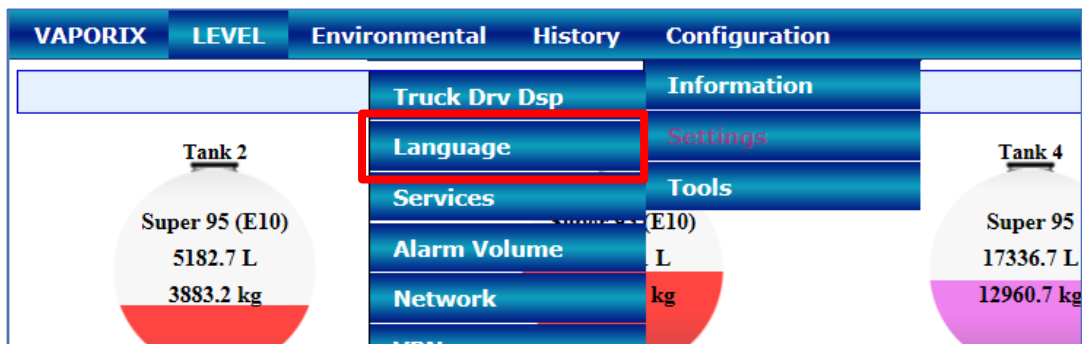 VAPORIX LEVEL Environmental History Configuration
Information
Settings
Tools
Truck Drv Dsp
Language
Services
Alarm Volume
Network
VPN
Tank 2
Super 95 (E10)
5182.7 L
3883.2 kg
(E10)
L
kg
Tank 4
Super 95
17336.7 L
12960.7 kg